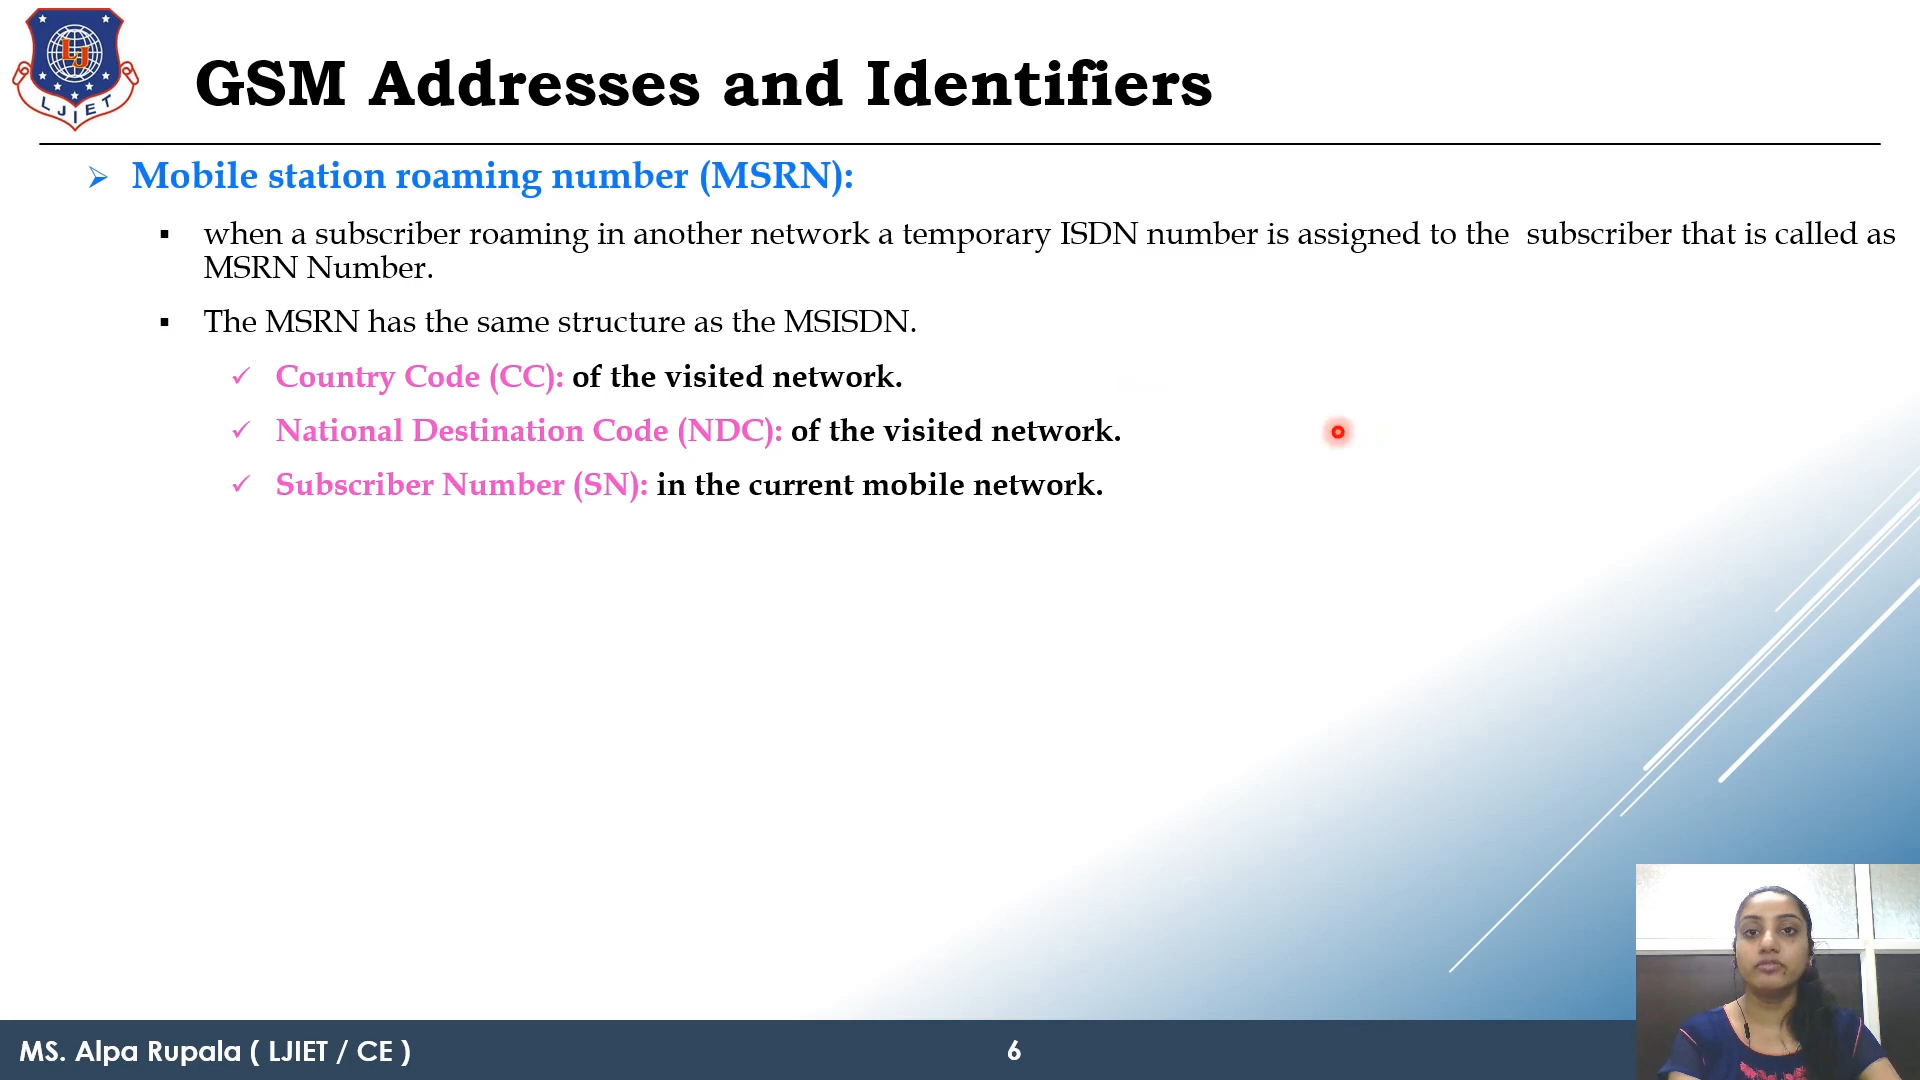 LJ
LJIET
GSM Addresses and Identifiers
➢ Mobile station roaming number (MSRN):
▪ when a subscriber roaming in another network a temporary ISDN number is assigned to the subscriber that is called as
MSRN Number.
▪ The MSRN has the same structure as the MSISDN.
✓ Country Code (CC): of the visited network.
✓ National Destination Code (NDC): of the visited network.
✓ Subscriber Number (SN): in the current mobile network.
MS. Alpa Rupala ( LJIET / CE )
6